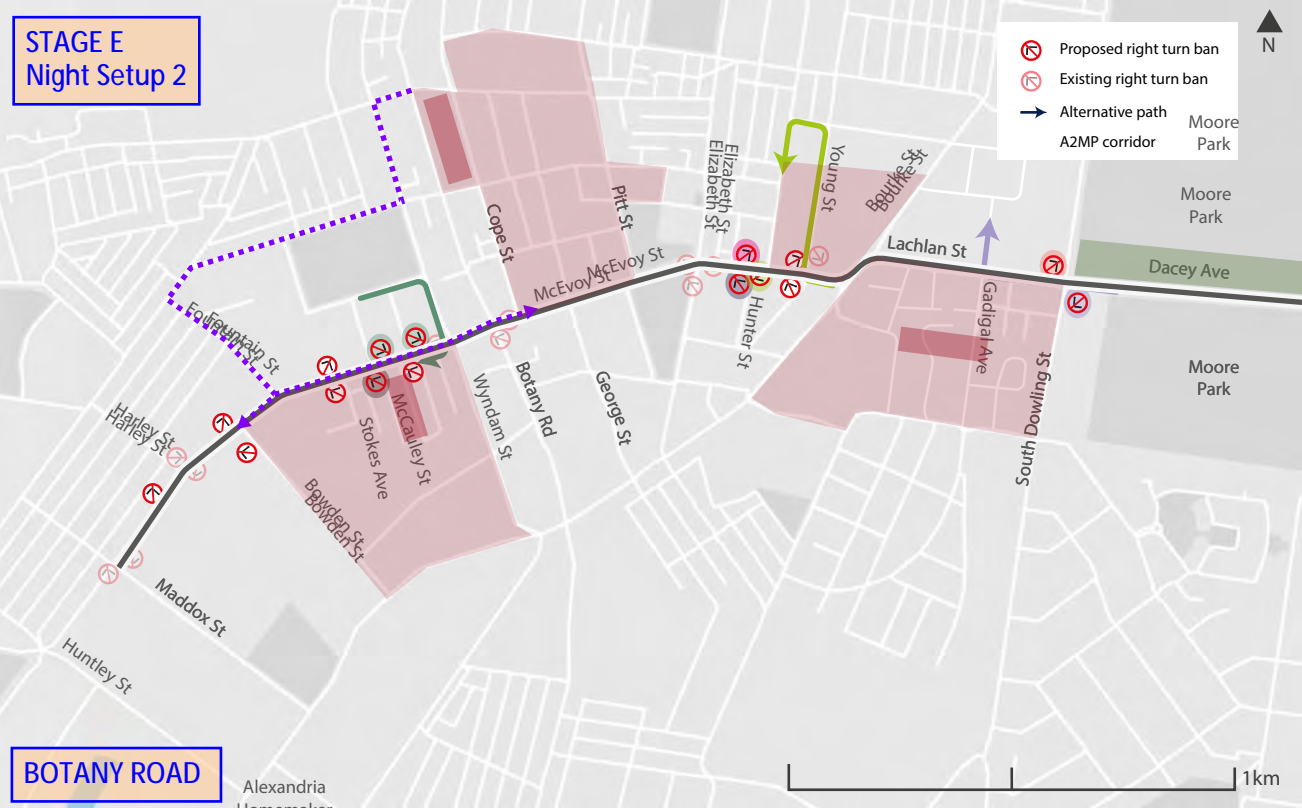 STAGE E
Night Setup 2
N
Proposed right turn ban
Existing right turn ban
Alternative path
A2MP corridor
Moore
Park
Moore
Park
Elizabeth St
Elizabeth St
Young St
Bourke St
Bourke St
Pitt St
Cope St
Lachlan St
McEvoy St
McEvoy St
Dacey Ave
Gadigal Ave
Hunter St
Fountain St
Fountain St
Moore
Park
Botany Rd
George St
Wyndam St
McCauley St
Stokes Ave
South Dowling St
Harley St
Harley St
Bowden St
Bowden St
Maddox St
Huntley St
BOTANY ROAD
Alexandria
Homemaker
1km